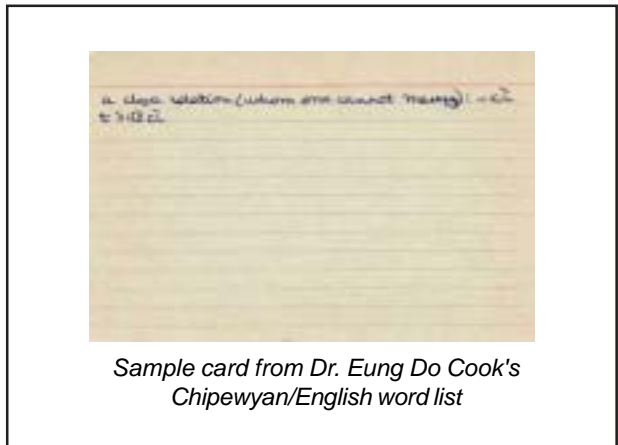 a close relation (whom one cannot marry): -
Sample card from Dr. Eung Do Cook's
Chipewyan/English word list